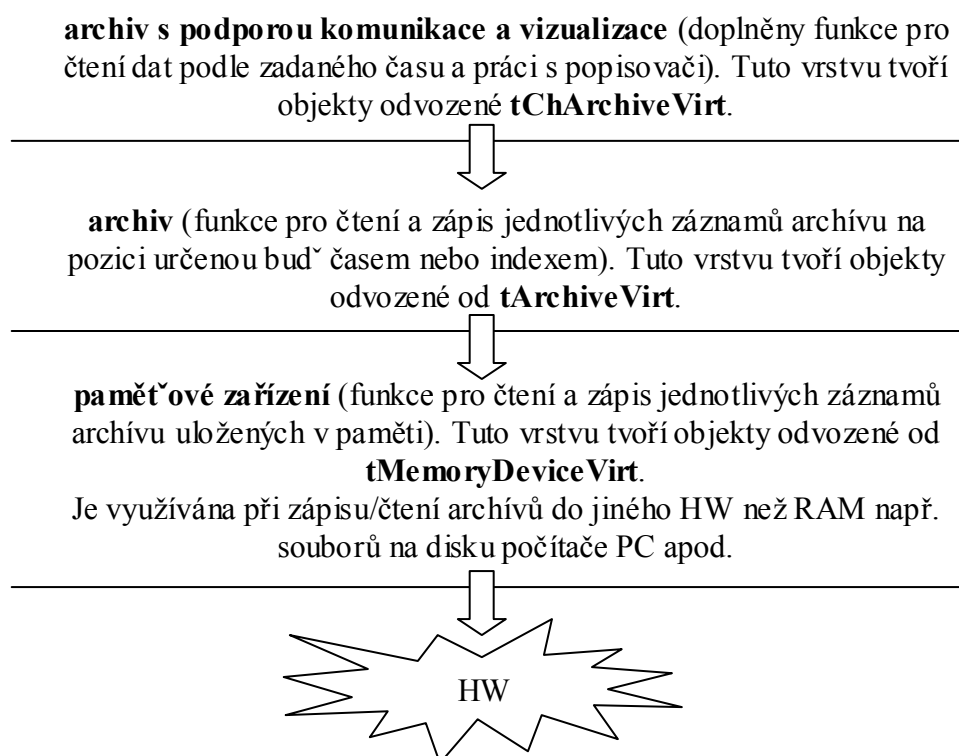 archiv s podporou komunikace a vizualizace (doplněny funkce pro
čtení dat podle zadaného času a práci s popisovači). Tuto vrstvu tvoří
objekty odvozené tChArchiveVirt.
archiv (funkce pro čtení a zápis jednotlivých záznamů archívu na
pozici určenou budˇ časem nebo indexem). Tuto vrstvu tvoří objekty
odvozené od tArchiveVirt.
pamětˇové zařízení (funkce pro čtení a zápis jednotlivých záznamů
archívu uložených v paměti). Tuto vrstvu tvoří objekty odvozené od
tMemoryDeviceVirt.
Je využívána při zápisu/čtení archívů do jiného HW než RAM např.
souborů na disku počítače PC apod.
HW